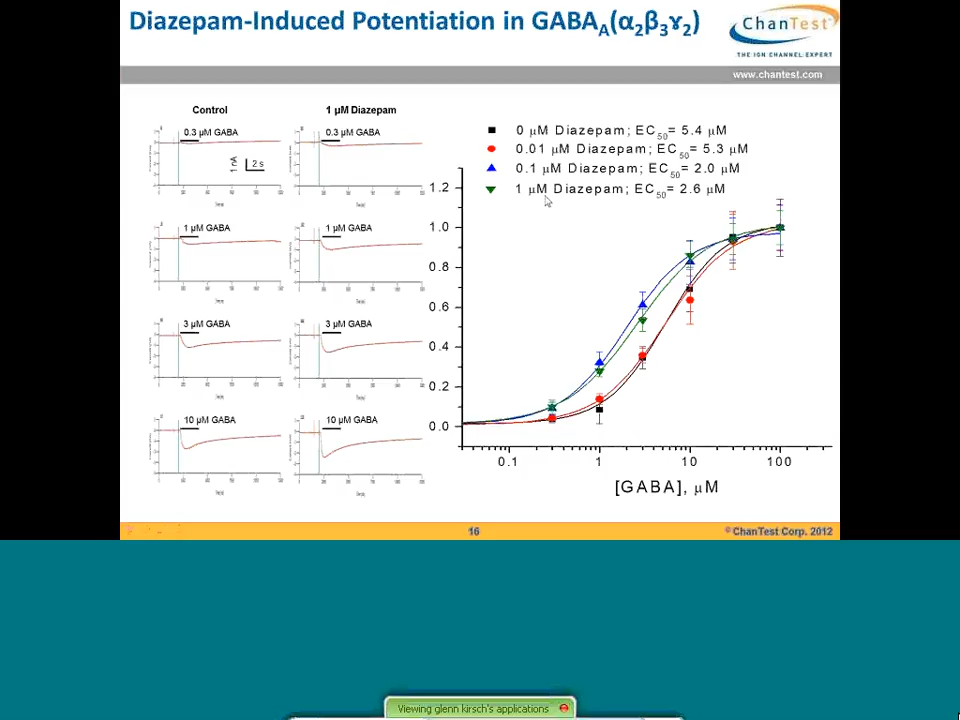 Diazepam-Induced Potentiation in GABAA(α2β3ɤ2)
ChanTest
THE ION CHANNEL EXPERT
www.chantest.com
Control
1 µM Diazepam
0.3 µM GABA
0.3 µM GABA
1 nA
2 s
1 µM GABA
1 µM GABA
3 µM GABA
3 µM GABA
10 µM GABA
10 µM GABA
0 µM Diazepam; EC50= 5.4 µM
0.01 µM Diazepam; EC50= 5.3 µM
0.1 µM Diazepam; EC50= 2.0 µM
1 µM Diazepam; EC50= 2.6 µM
1.2
1.0
0.8
0.6
0.4
0.2
0.0
0.1 1 10 100
[GABA], µM
16
© ChanTest Corp. 2012
Viewing glenn kirsch's applications